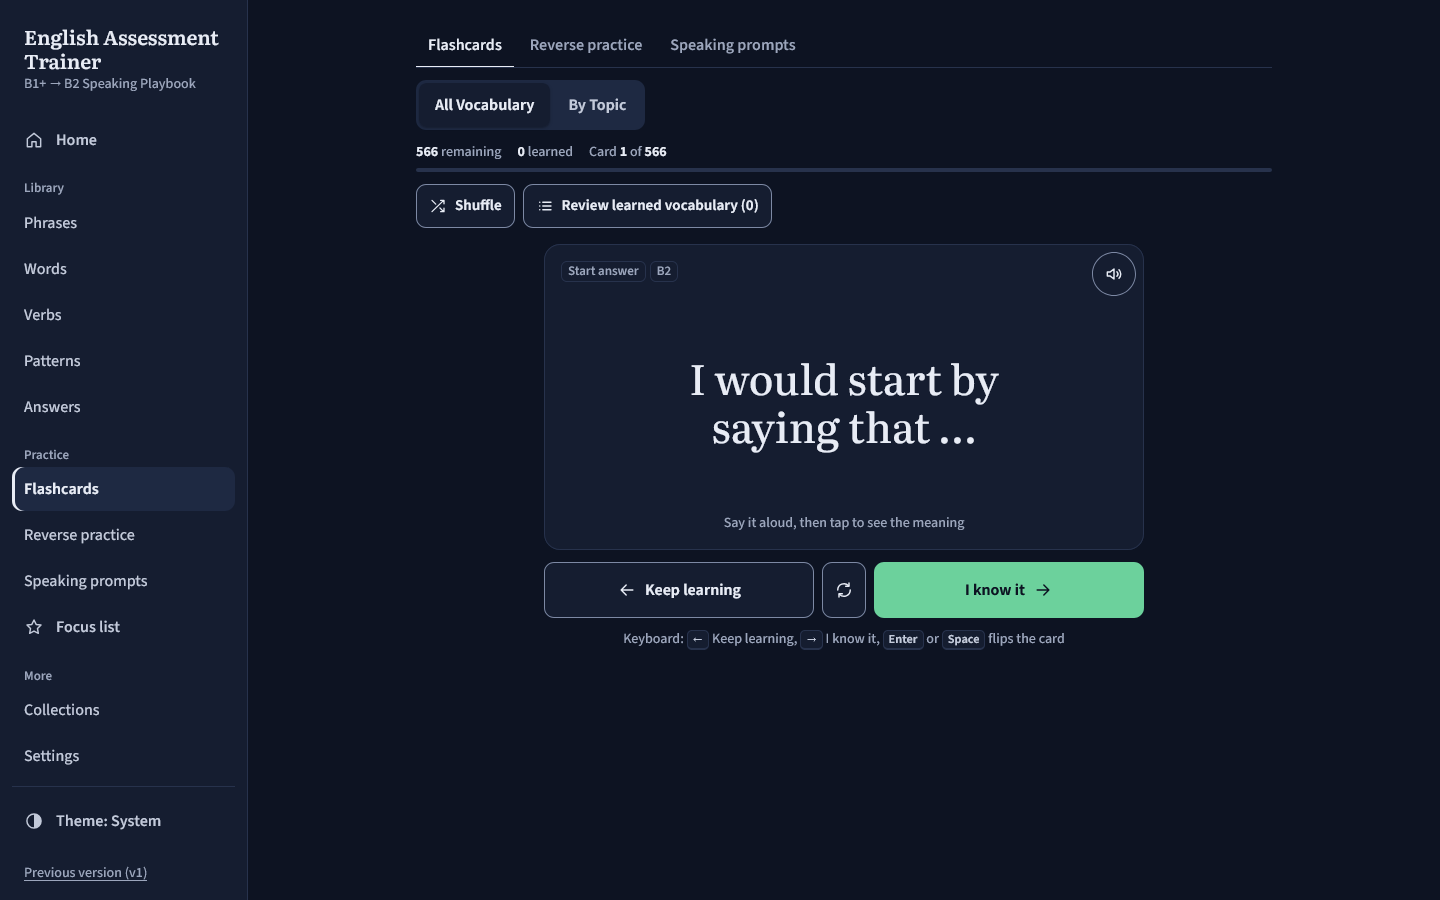 English Assessment
Trainer
B1+ → B2 Speaking Playbook
Home
Library
Phrases
Words
Verbs
Patterns
Answers
Practice
Flashcards
Reverse practice
Speaking prompts
Focus list
More
Collections
Settings
Theme: System
Previous version (v1)
Flashcards Reverse practice Speaking prompts
All Vocabulary By Topic
566 remaining 0 learned Card 1 of 566
Shuffle Review learned vocabulary (0)
Start answer B2
I would start by
saying that ...
Say it aloud, then tap to see the meaning
← Keep learning I know it →
Keyboard: ← Keep learning, → I know it, Enter or Space flips the card